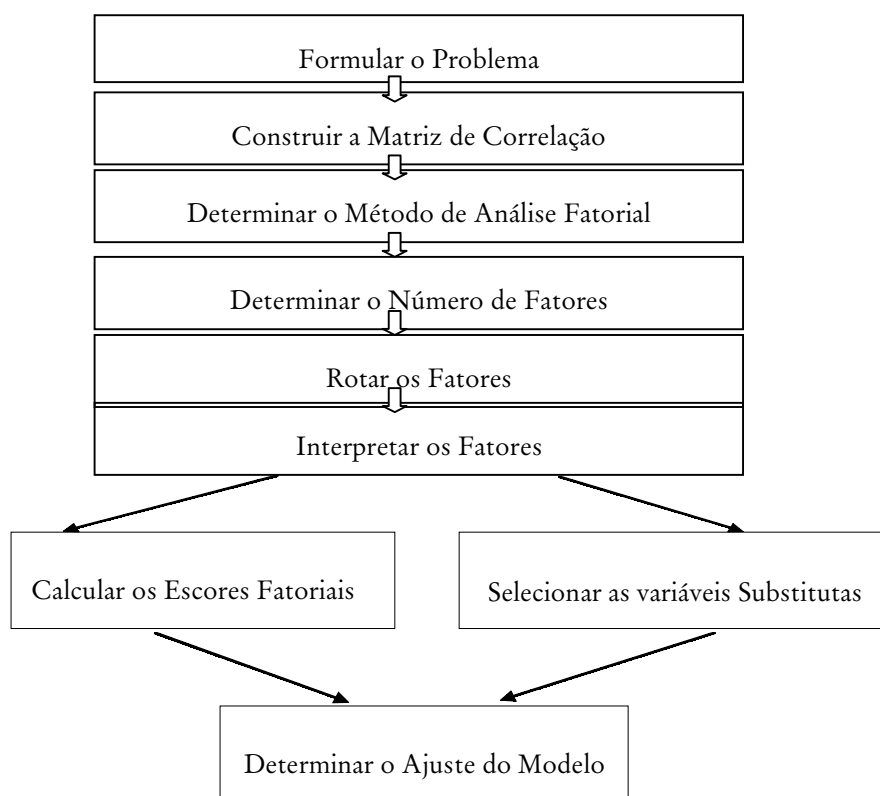 Formular o Problema
Construir a Matriz de Correlação
Determinar o Método de Análise Fatorial
Determinar o Número de Fatores
Rotar os Fatores
Interpretar os Fatores
Calcular os Escores Fatoriais
Selecionar as variáveis Substitutas
Determinar o Ajuste do Modelo